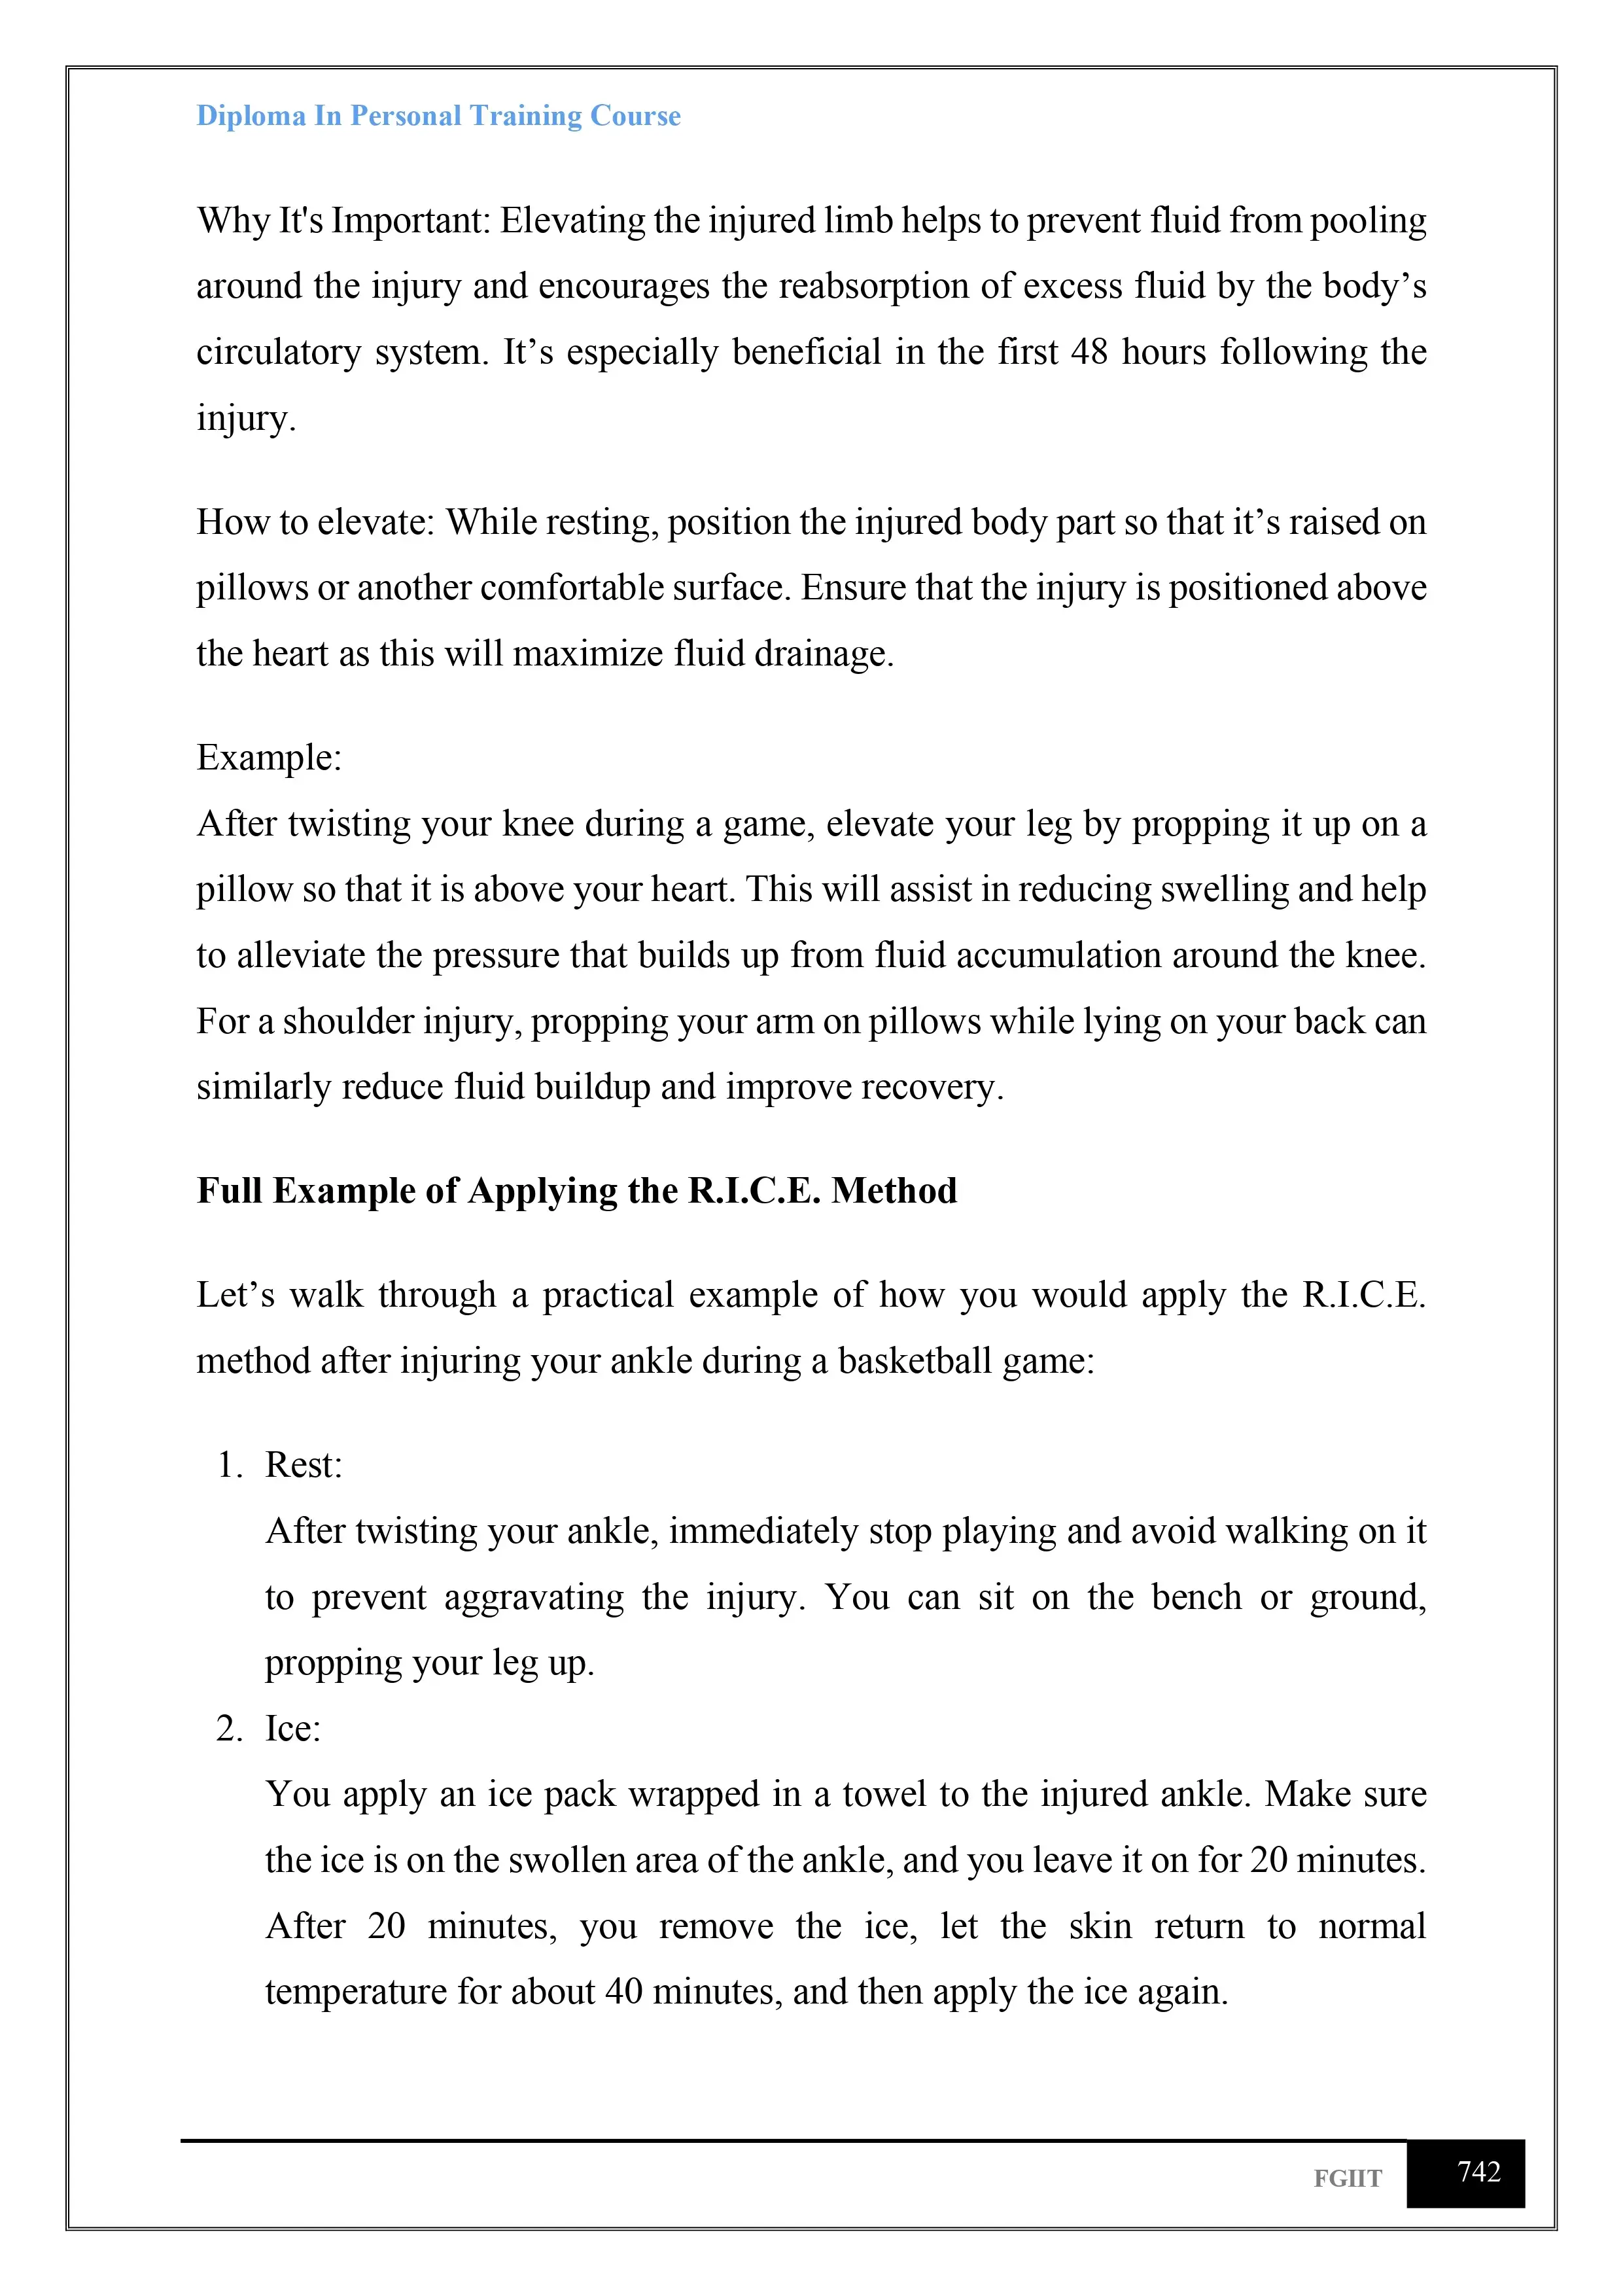 Diploma In Personal Training Course
Why It's Important: Elevating the injured limb helps to prevent fluid from pooling
around the injury and encourages the reabsorption of excess fluid by the body’s
circulatory system. It’s especially beneficial in the first 48 hours following the
injury.
How to elevate: While resting, position the injured body part so that it’s raised on
pillows or another comfortable surface. Ensure that the injury is positioned above
the heart as this will maximize fluid drainage.
Example:
After twisting your knee during a game, elevate your leg by propping it up on a
pillow so that it is above your heart. This will assist in reducing swelling and help
to alleviate the pressure that builds up from fluid accumulation around the knee.
For a shoulder injury, propping your arm on pillows while lying on your back can
similarly reduce fluid buildup and improve recovery.
Full Example of Applying the R.I.C.E. Method
Let’s walk through a practical example of how you would apply the R.I.C.E.
method after injuring your ankle during a basketball game:
1. Rest:
After twisting your ankle, immediately stop playing and avoid walking on it
to prevent aggravating the injury. You can sit on the bench or ground,
propping your leg up.
2. Ice:
You apply an ice pack wrapped in a towel to the injured ankle. Make sure
the ice is on the swollen area of the ankle, and you leave it on for 20 minutes.
After 20 minutes, you remove the ice, let the skin return to normal
temperature for about 40 minutes, and then apply the ice again.
FGIIT 742